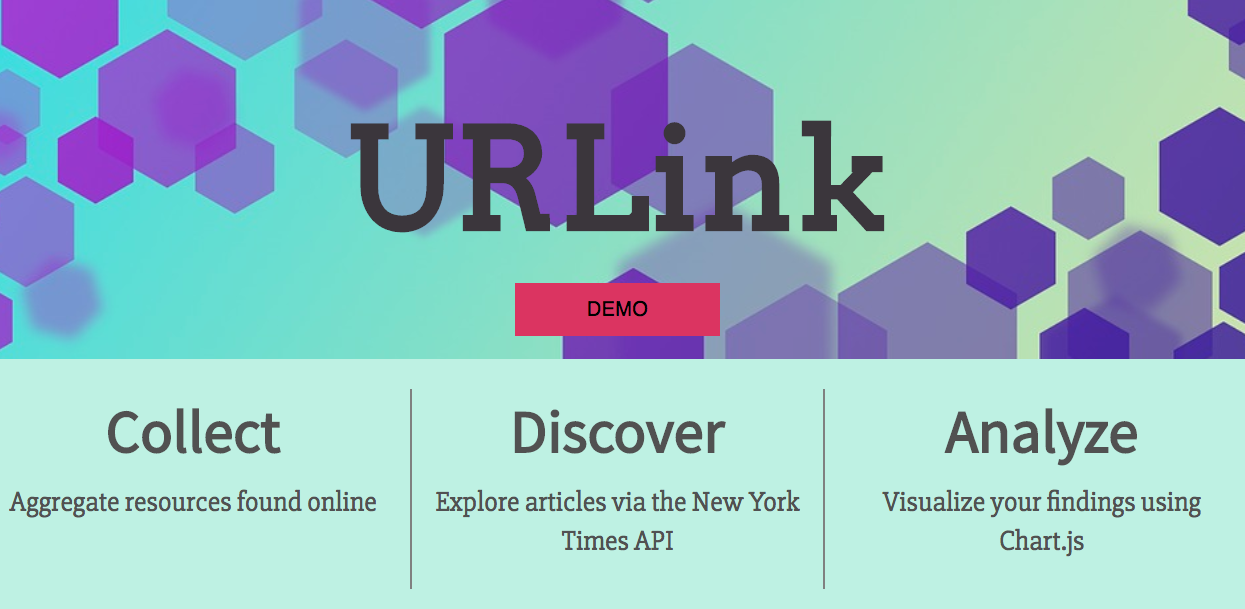 URLink
DEMO
Collect
Aggregate resources found online
Discover
Explore articles via the New York
Times API
Analyze
Visualize your findings using
Chart.js